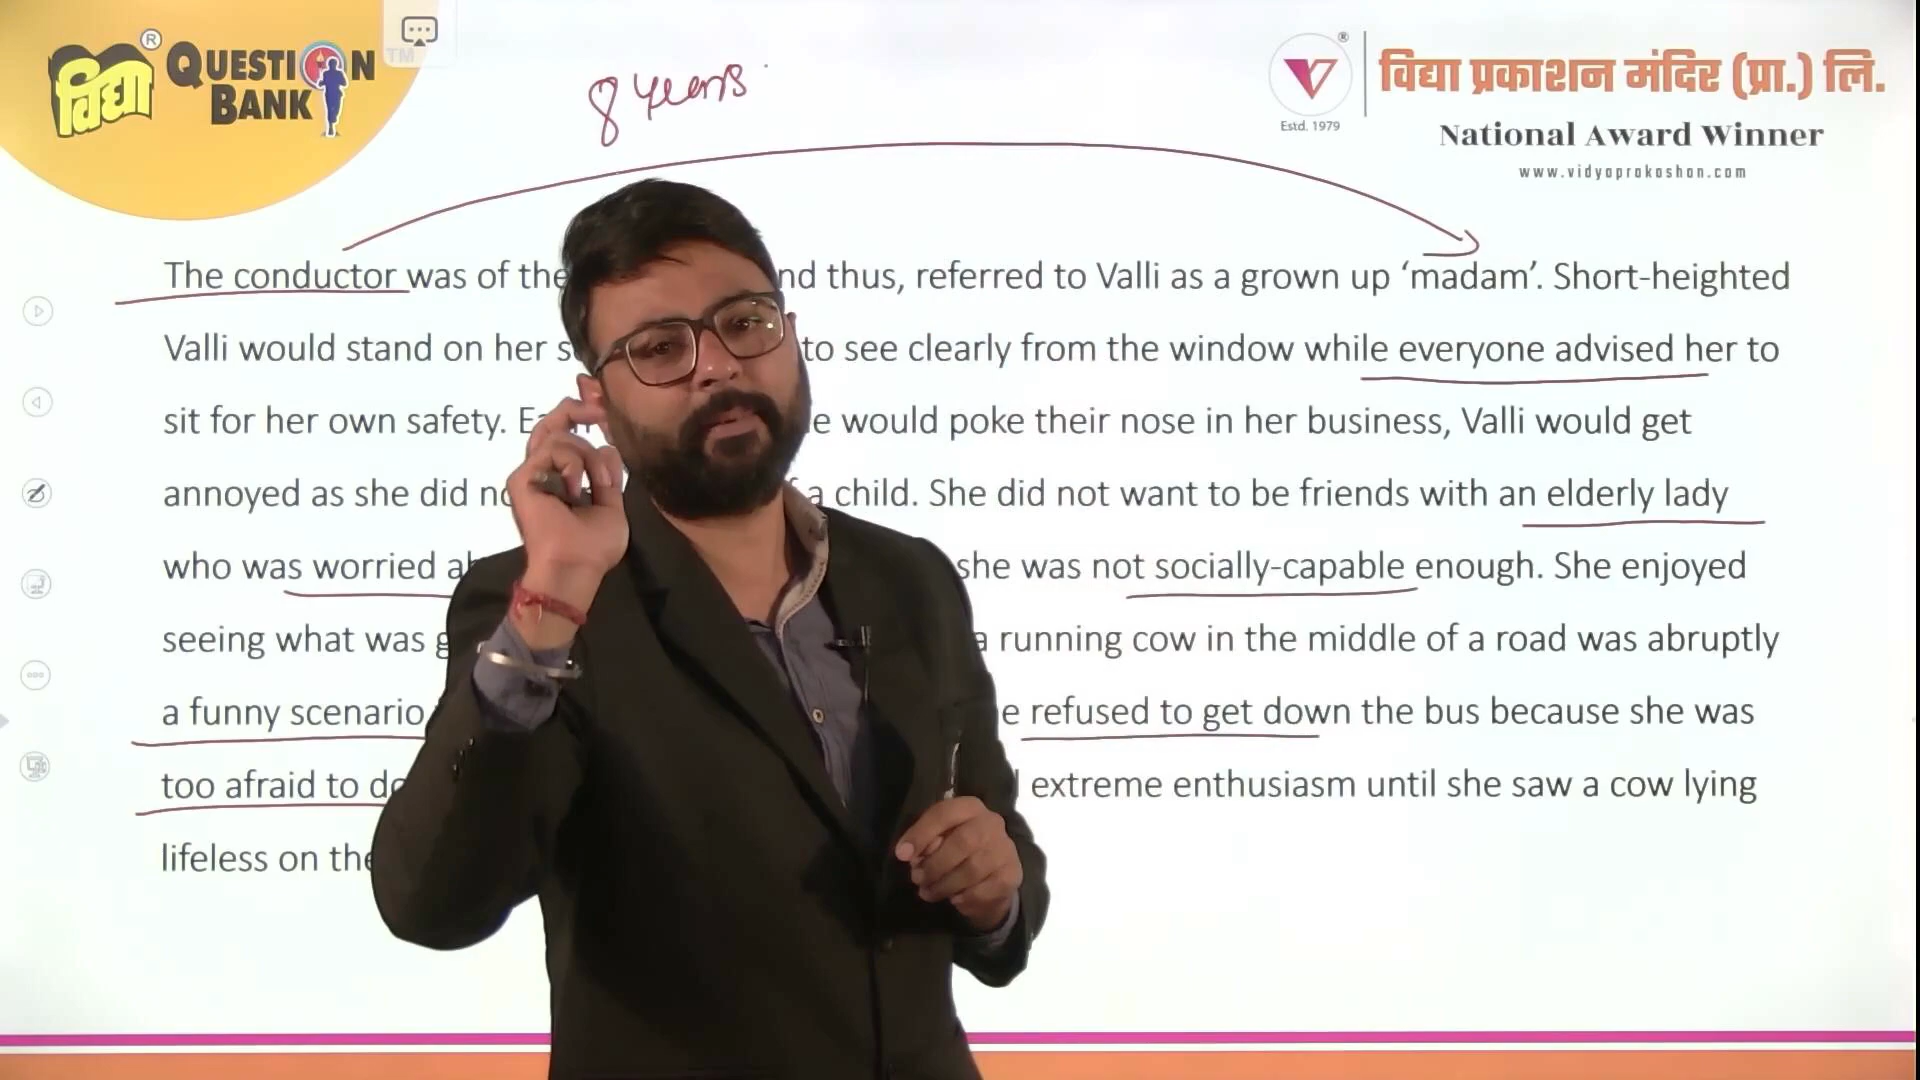 विद्या
QUESTION
BANK
®
TM
8 years
®
Estd. 1979
विद्या प्रकाशन मंदिर (प्रा.) लि.
National Award Winner
www.vidyaprakashan.com
The conductor was of the nd thus, referred to Valli as a grown up ‘madam’. Short-heighted
Valli would stand on her s to see clearly from the window while everyone advised her to
sit for her own safety. Ea e would poke their nose in her business, Valli would get
annoyed as she did no f a child. She did not want to be friends with an elderly lady
who was worried ab she was not socially-capable enough. She enjoyed
seeing what was g a running cow in the middle of a road was abruptly
a funny scenario e refused to get down the bus because she was
too afraid to do extreme enthusiasm until she saw a cow lying
lifeless on the